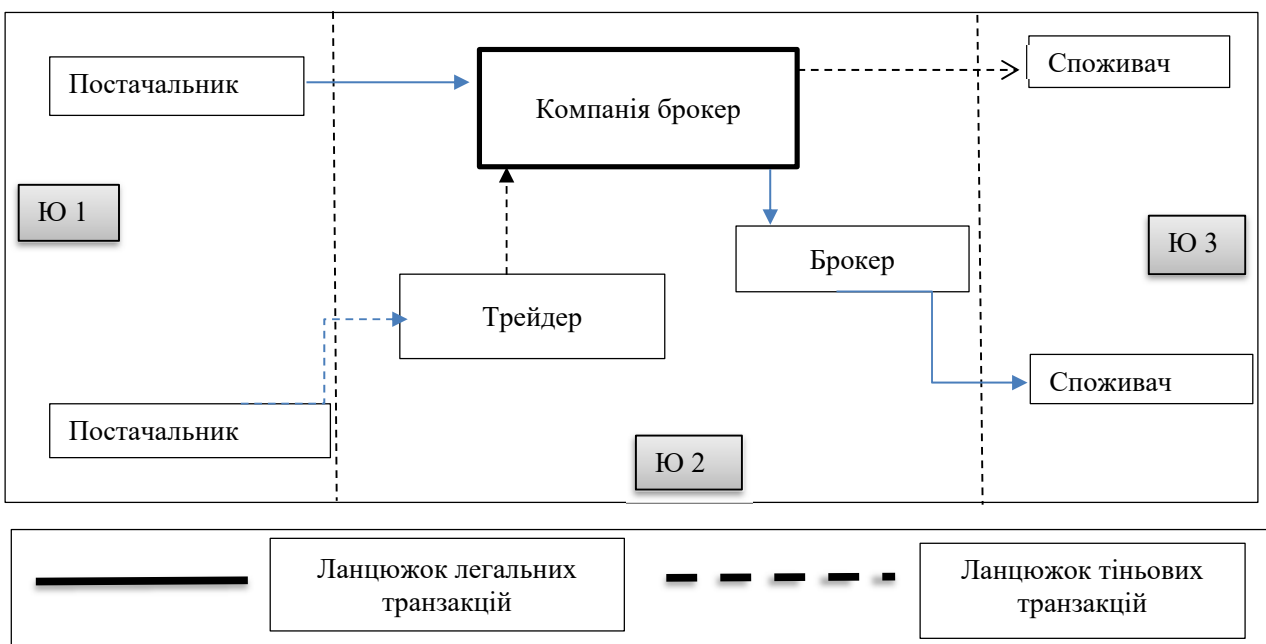 Постачальник
Компанія брокер
Споживач
Ю 1
Ю 3
Брокер
Трейдер
Споживач
Постачальник
Ю 2
Ланцюжок легальних
транзакцій
Ланцюжок тіньових
транзакцій